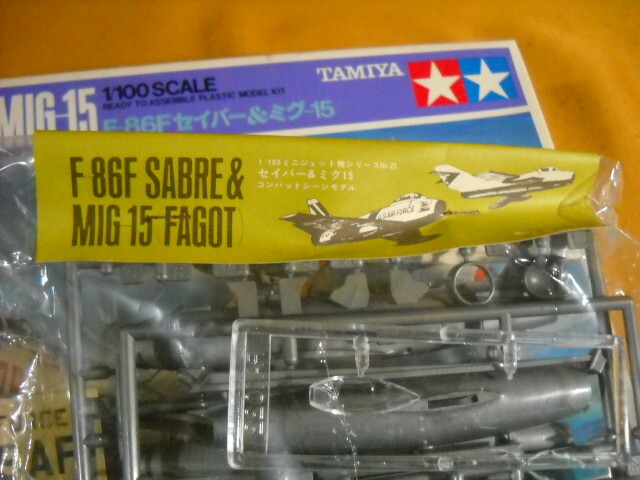 MIG-15
1/100 SCALE
READY TO ASSEMBLE PLASTIC MODEL KIT
F-86Fセイバー&ミグ-15
TAMIYA
F 86F SABRE &
MIG 15 FAGOT
1/100ミニジェット機シリーズNo.22
セイバー&ミグ15
コンバットシーンモデル
U.S. AIR FORCE
FORCE